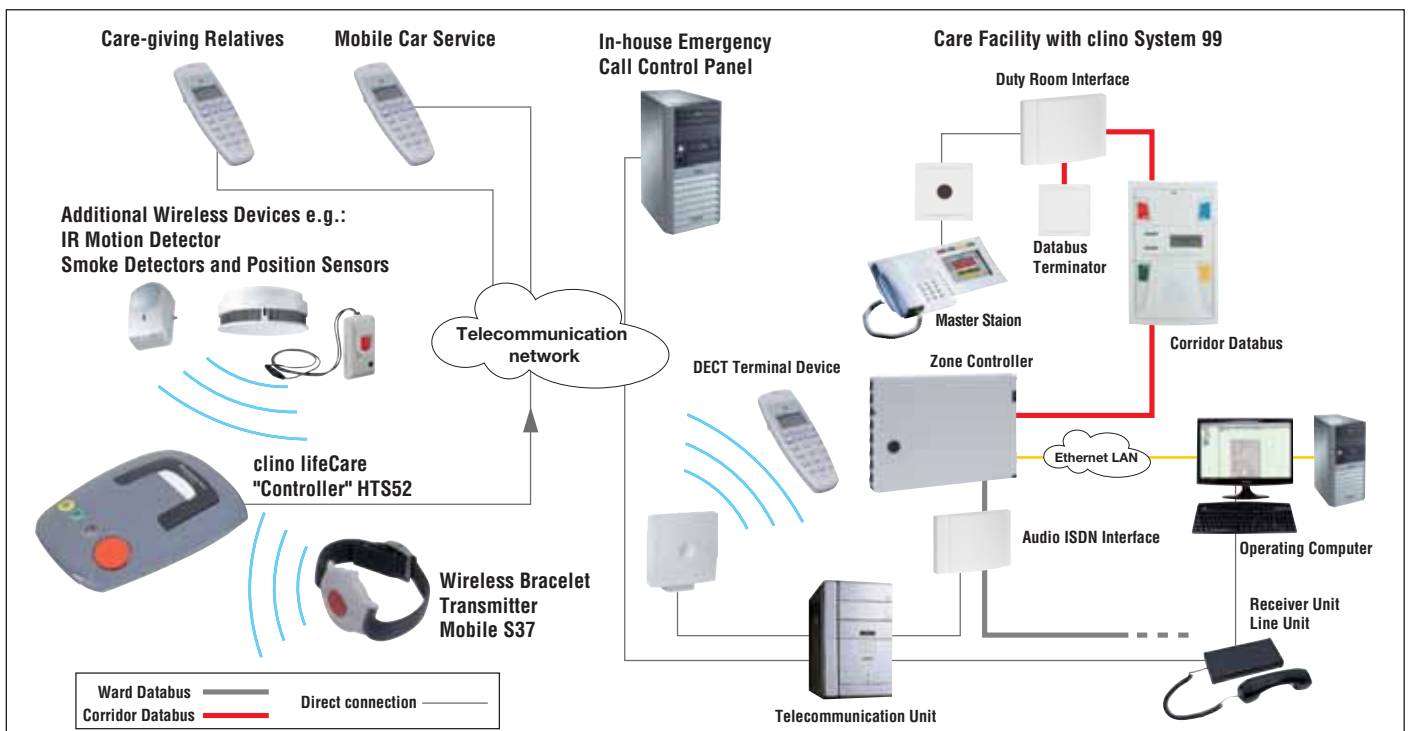 Care-giving Relatives
Mobile Car Service
In-house Emergency
Call Control Panel
Care Facility with clino System 99
Duty Room Interface
Additional Wireless Devices e.g.:
IR Motion Detector
Smoke Detectors and Position Sensors
Databus
Terminator
Master Staion
Corridor Databus
Telecommunication
network
DECT Terminal Device
Zone Controller
Ethernet LAN
clino lifeCare
"Controller" HTS52
Audio ISDN Interface
Operating Computer
Wireless Bracelet
Transmitter
Mobile S37
Receiver Unit
Line Unit
Ward Databus
Direct connection
Corridor Databus
Telecommunication Unit